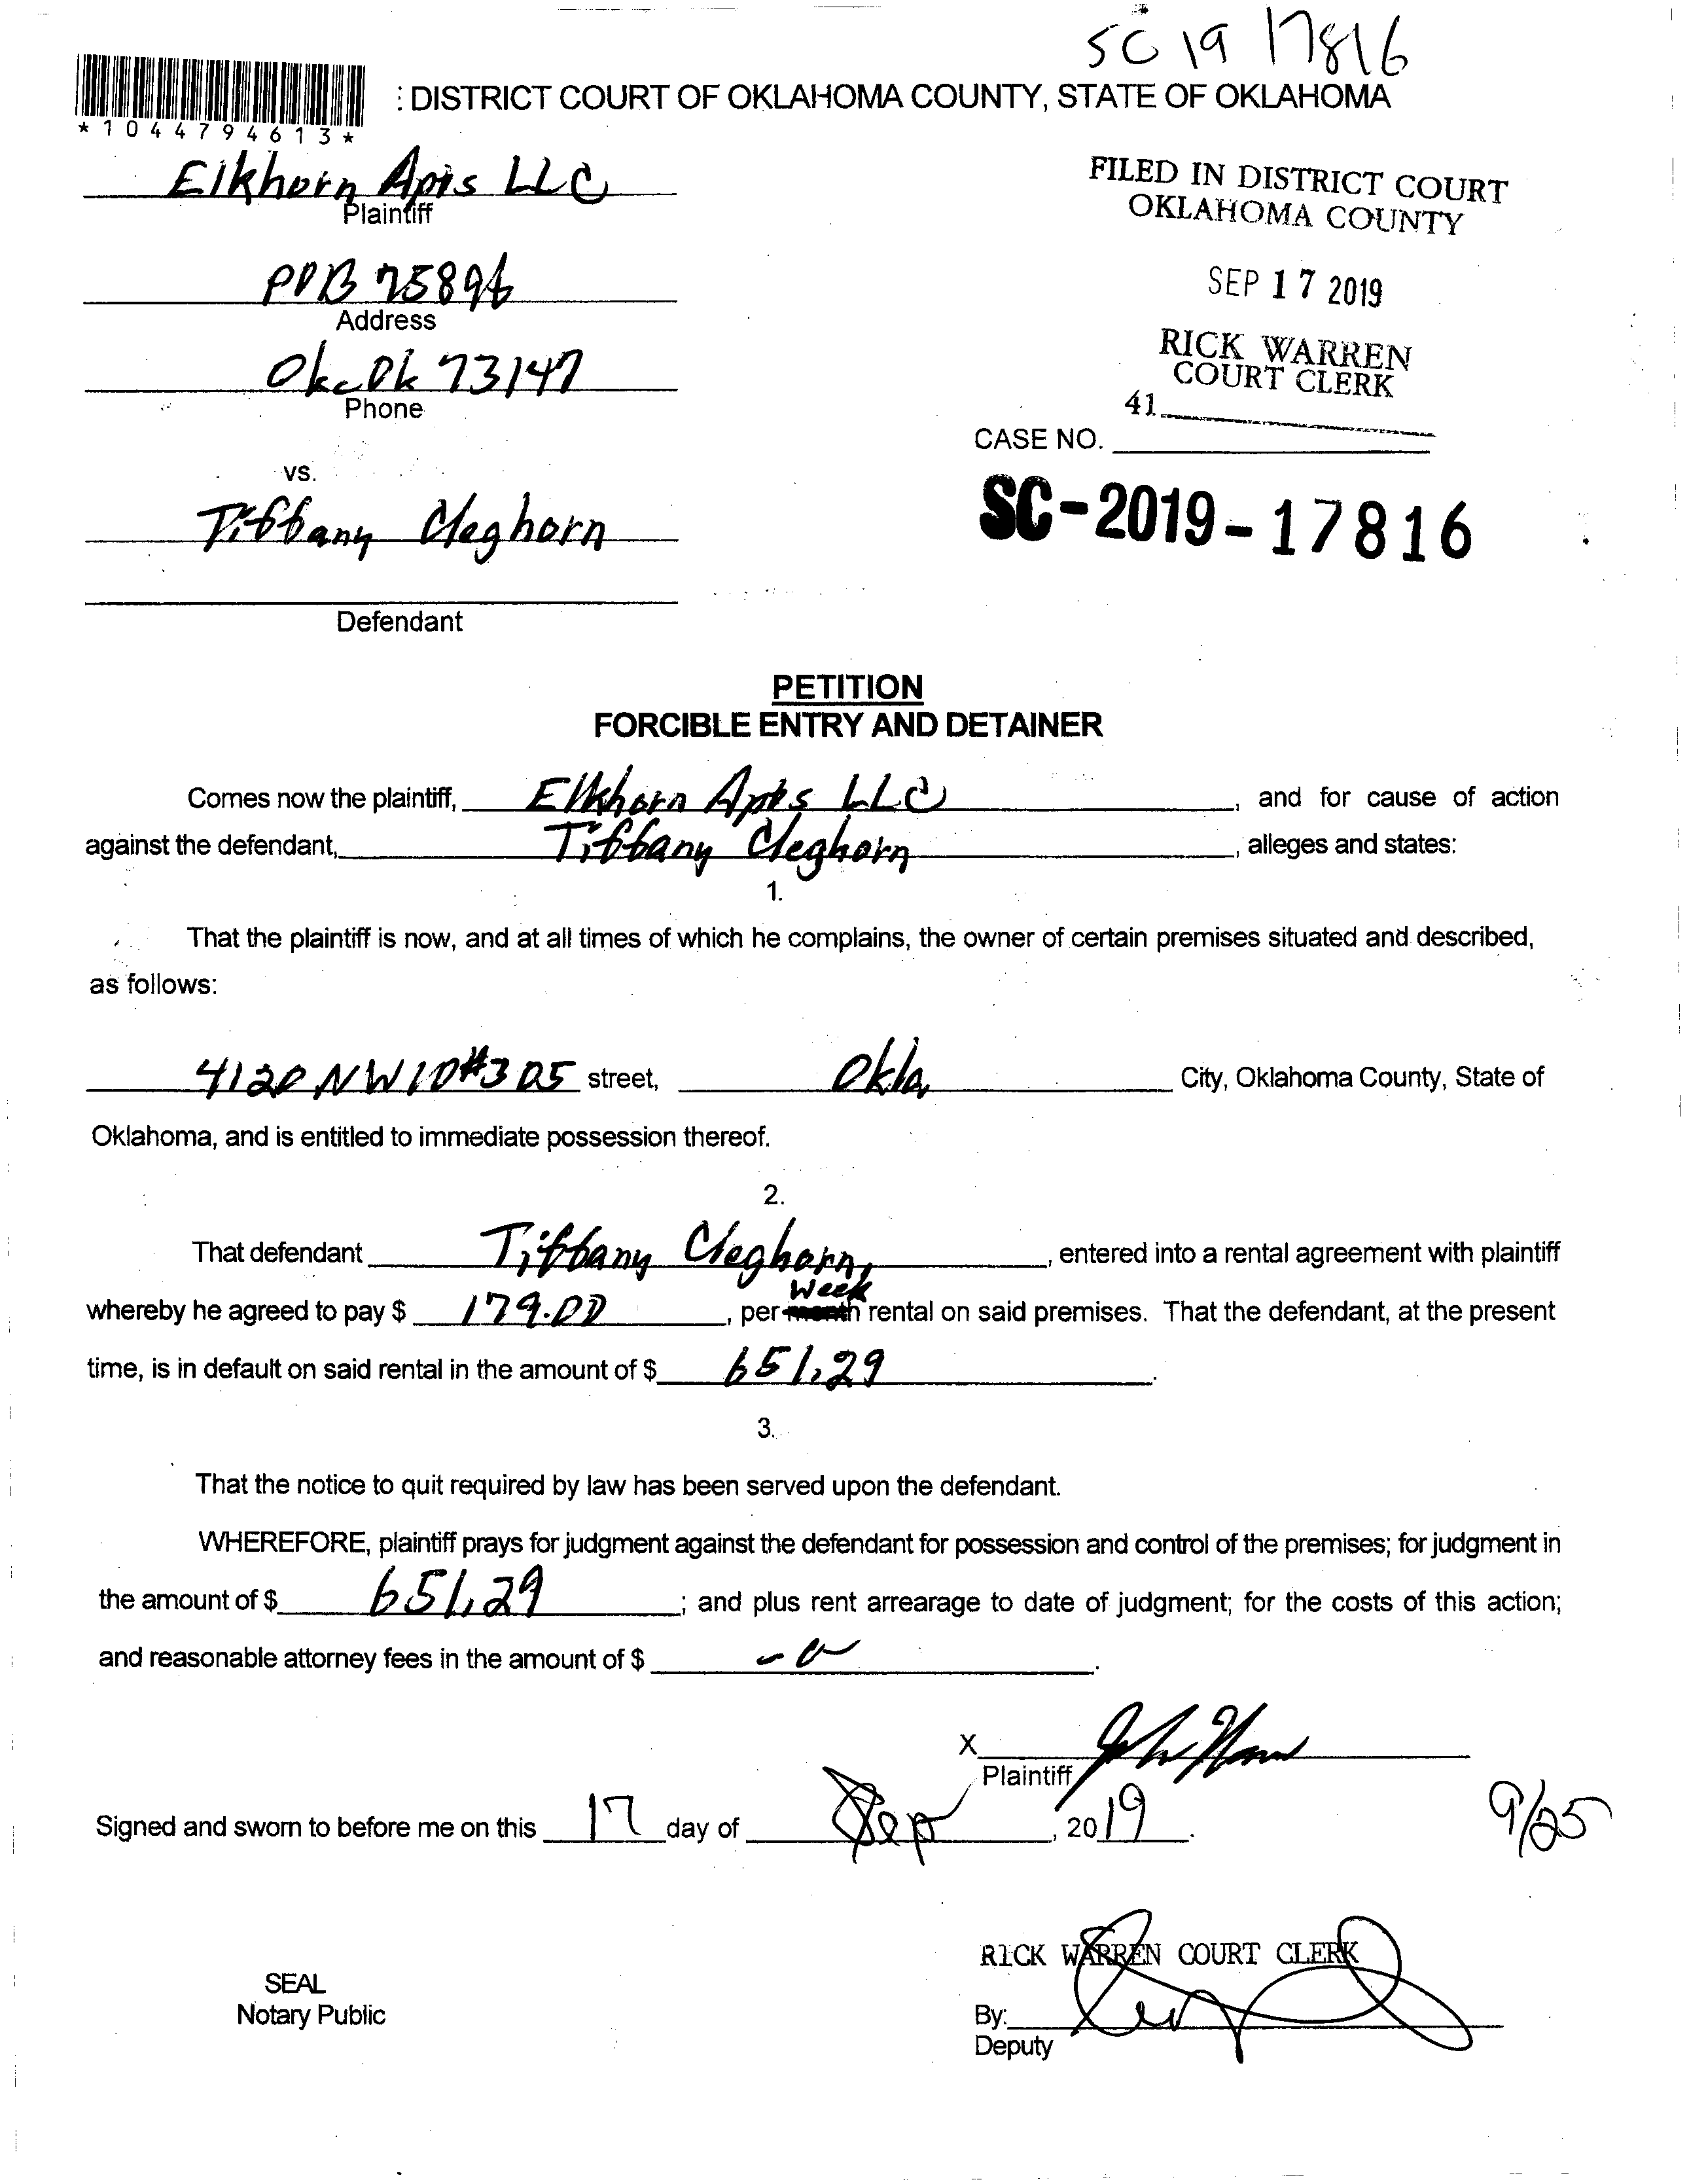 SC 19 17816
: DISTRICT COURT OF OKLAHOMA COUNTY, STATE OF OKLAHOMA
*1044794613*
Elkhorn Apts LLC
Plaintiff
FILED IN DISTRICT COURT
OKLAHOMA COUNTY
POB 75896
Address
SEP 17 2019
Okc Ok 73147
Phone
RICK WARREN
COURT CLERK
41
CASE NO.
vs.
SC-2019-17816
Tiffany Cleghorn
Defendant
PETITION
FORCIBLE ENTRY AND DETAINER
Comes now the plaintiff, Elkhorn Apts LLC, and for cause of action
against the defendant, Tiffany Cleghorn, alleges and states:
1.
That the plaintiff is now, and at all times of which he complains, the owner of certain premises situated and described,
as follows:
4120 NW 10 #305 street, Okla, City, Oklahoma County, State of
Oklahoma, and is entitled to immediate possession thereof.
2.
That defendant Tiffany Cleghorn, , entered into a rental agreement with plaintiff
Week
whereby he agreed to pay $ 179.00, per month rental on said premises. That the defendant, at the present
time, is in default on said rental in the amount of $ 651,29.
3.
That the notice to quit required by law has been served upon the defendant.
WHEREFORE, plaintiff prays for judgment against the defendant for possession and control of the premises; for judgment in
the amount of $ 651,29; and plus rent arrearage to date of judgment; for the costs of this action;
and reasonable attorney fees in the amount of $ -0-.
X
Plaintiff
Signed and sworn to before me on this 17 day of Sep, 2019.
9/25
RICK WARREN COURT CLERK
SEAL
Notary Public
By:
Deputy